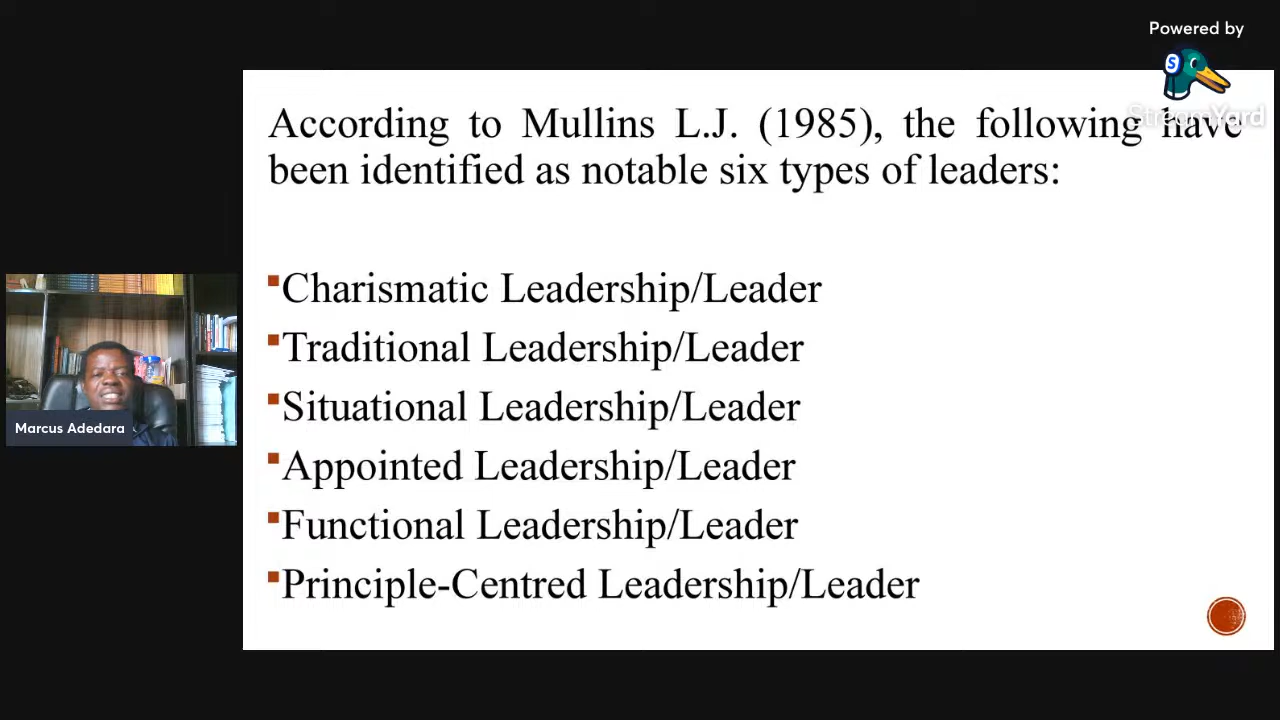 Powered by
StreamYard
According to Mullins L.J. (1985), the following have
been identified as notable six types of leaders:
Charismatic Leadership/Leader
Traditional Leadership/Leader
Situational Leadership/Leader
Appointed Leadership/Leader
Functional Leadership/Leader
Principle-Centred Leadership/Leader
Marcus Adedara